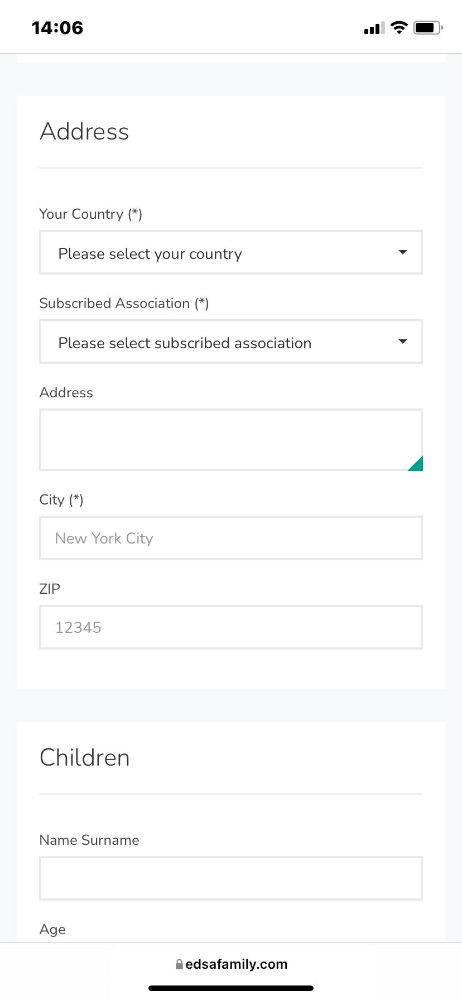 14:06
Address
Your Country (*)
Please select your country
Subscribed Association (*)
Please select subscribed association
Address
City (*)
New York City
ZIP
12345
Children
Name Surname
Age
edsafamily.com